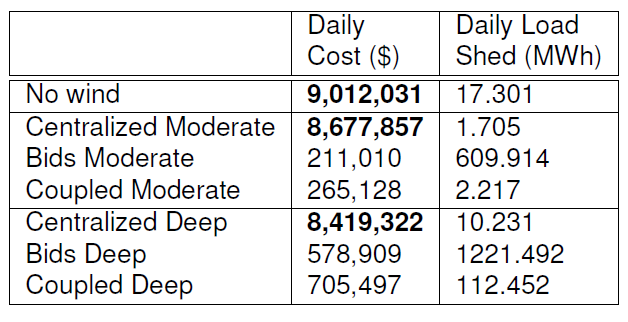 Daily Daily Load
Cost ($) Shed (MWh)
No wind 9,012,031 17.301
Centralized Moderate 8,677,857 1.705
Bids Moderate 211,010 609.914
Coupled Moderate 265,128 2.217
Centralized Deep 8,419,322 10.231
Bids Deep 578,909 1221.492
Coupled Deep 705,497 112.452